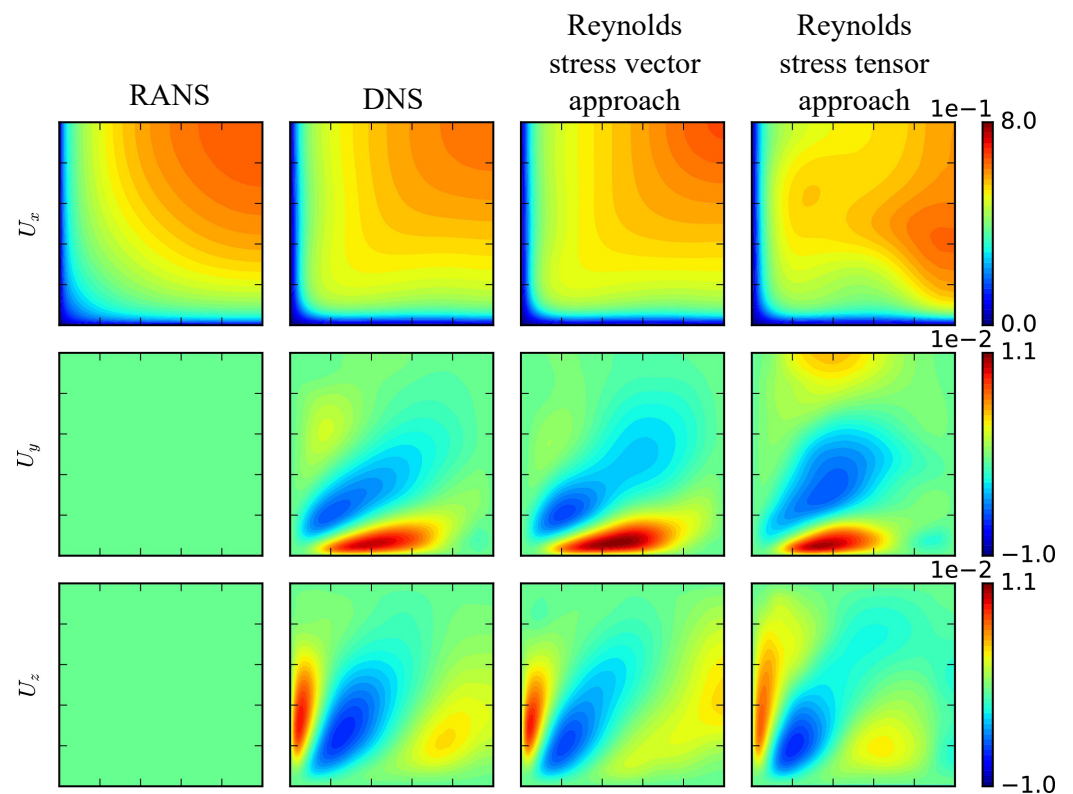 RANS
DNS
Reynolds
stress vector
approach
Reynolds
stress tensor
approach
1e−1
8.0
0.0
U_x
1e−2
1.1
−1.0
U_y
1e−2
1.1
−1.0
U_z